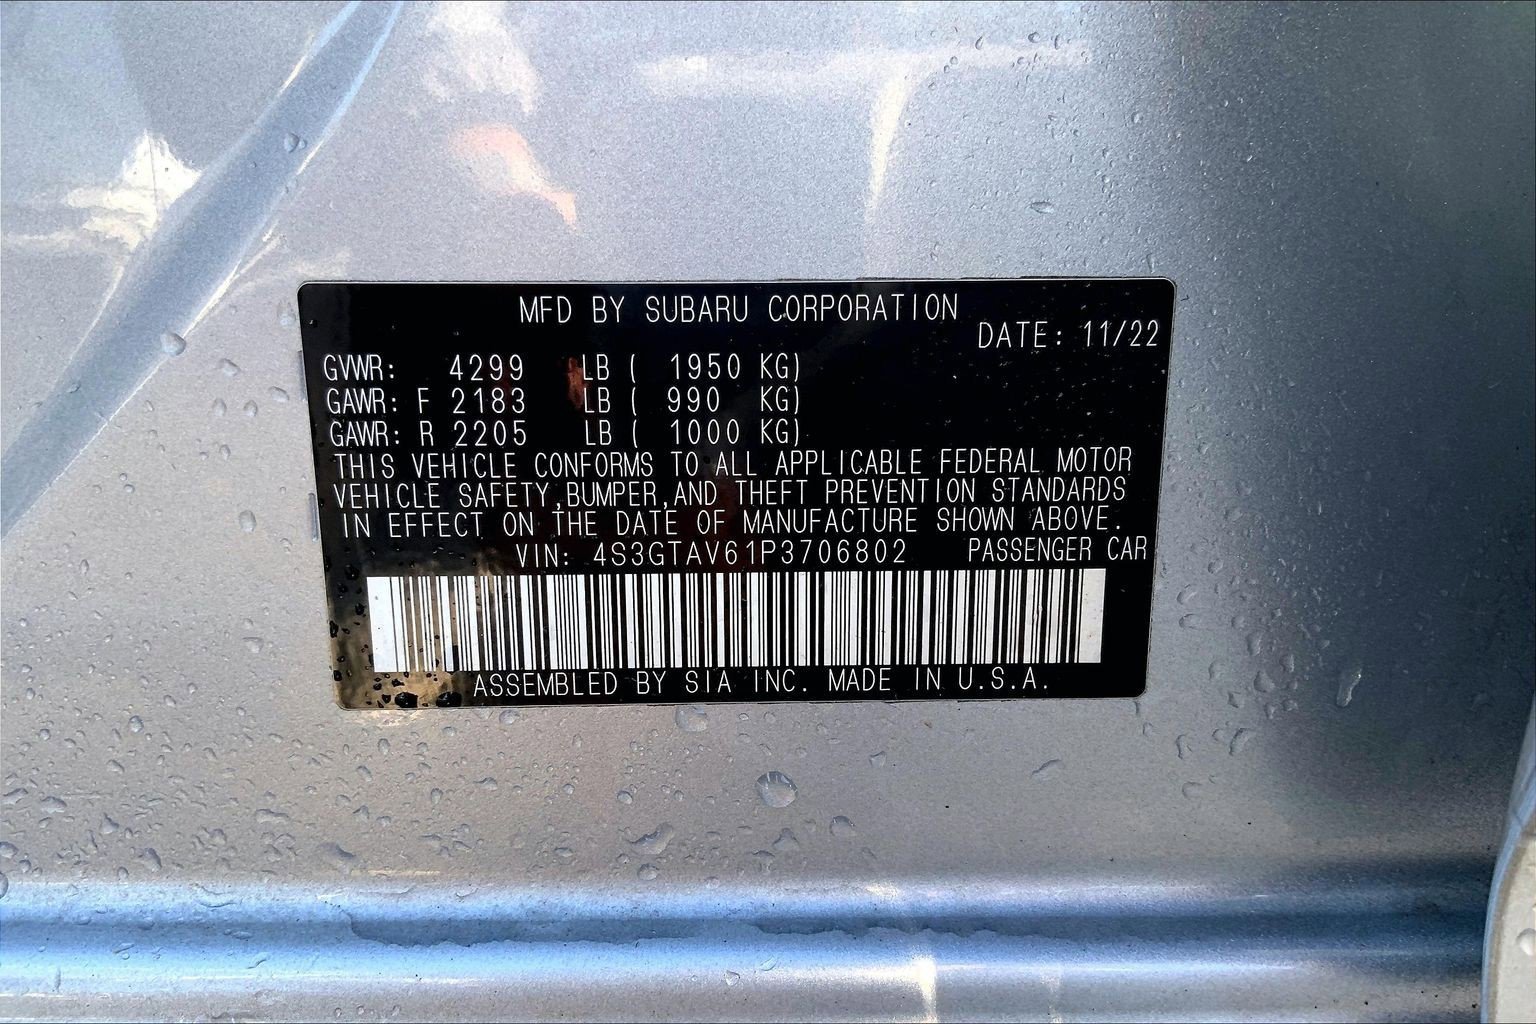 MFD BY SUBARU CORPORATION
DATE: 11/22
GVWR: 4299 LB ( 1950 KG)
GAWR: F 2183 LB ( 990 KG)
GAWR: R 2205 LB ( 1000 KG)
THIS VEHICLE CONFORMS TO ALL APPLICABLE FEDERAL MOTOR
VEHICLE SAFETY,BUMPER,AND THEFT PREVENTION STANDARDS
IN EFFECT ON THE DATE OF MANUFACTURE SHOWN ABOVE.
VIN: 4S3GTAV61P3706802 PASSENGER CAR
ASSEMBLED BY SIA INC. MADE IN U.S.A.